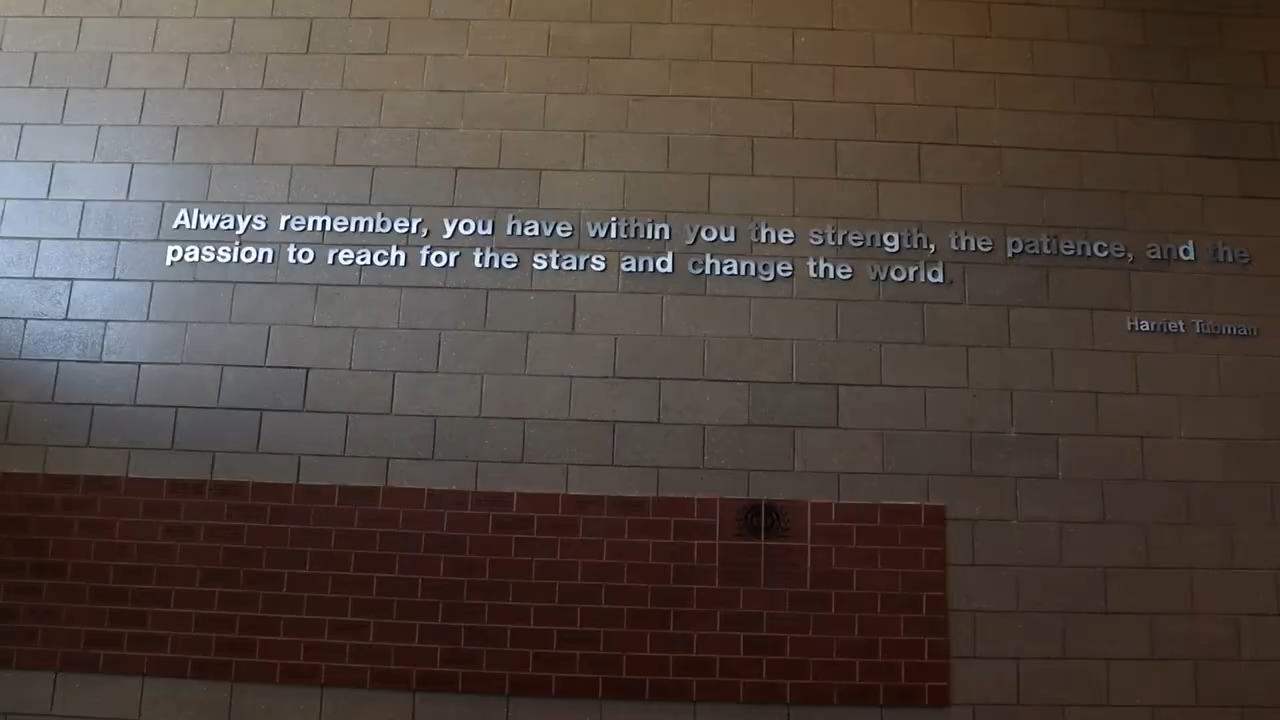 Always remember, you have within you the strength, the patience, and the
passion to reach for the stars and change the world.
Harriet Tubman